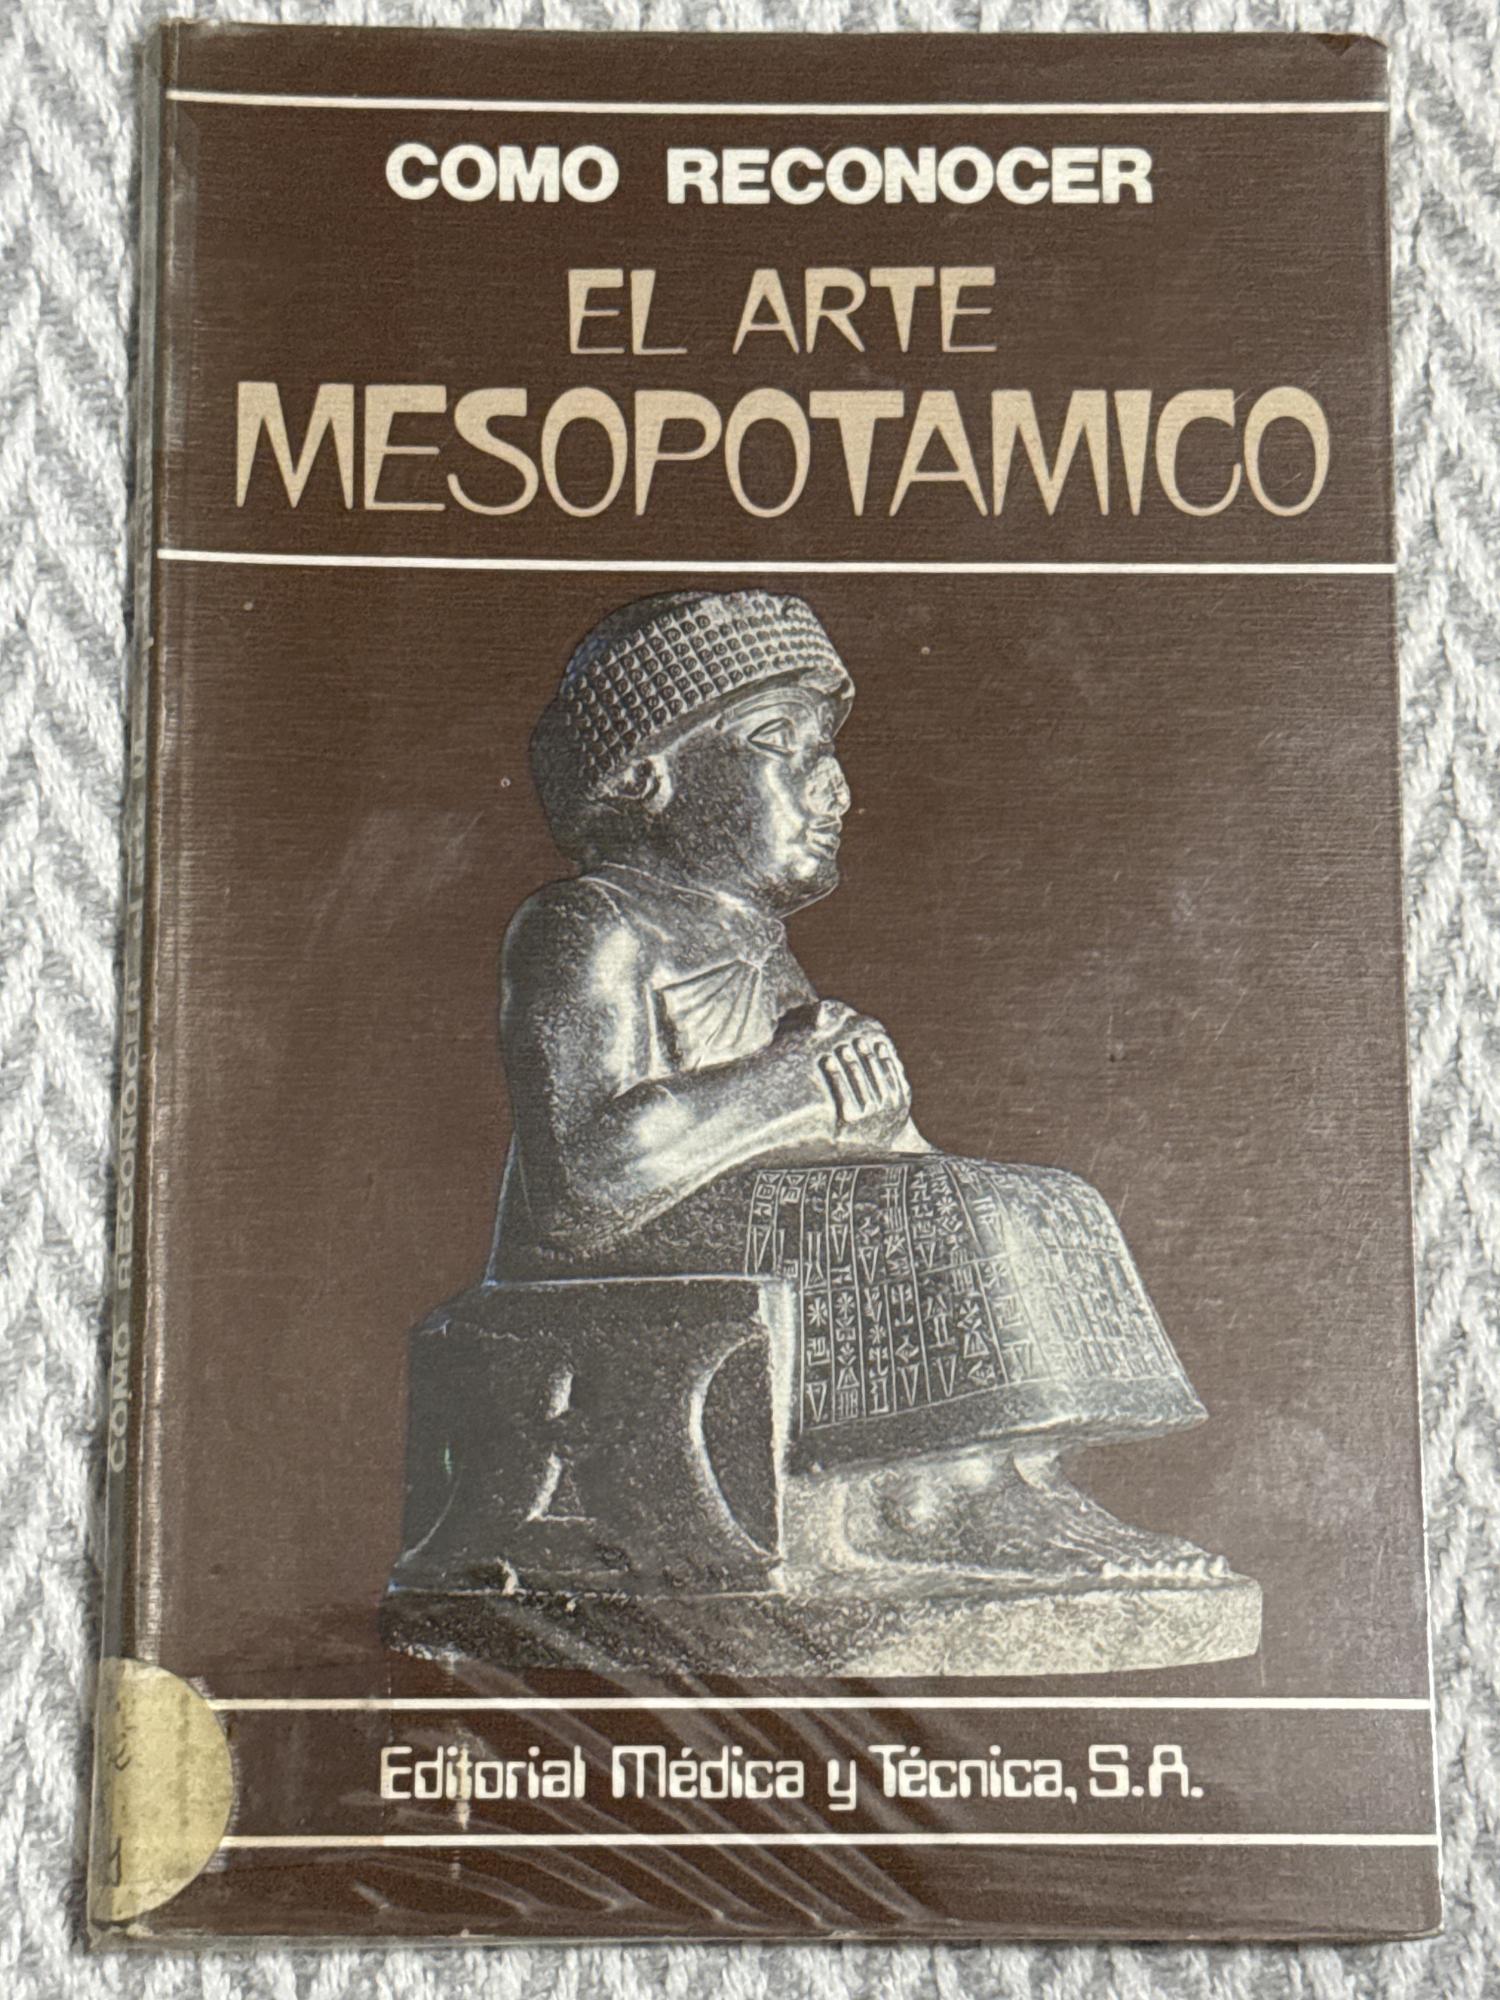 COMO RECONOCER
EL ARTE
MESOPOTAMICO
Editorial Médica y Técnica, S.A.
COMO RECONOCER